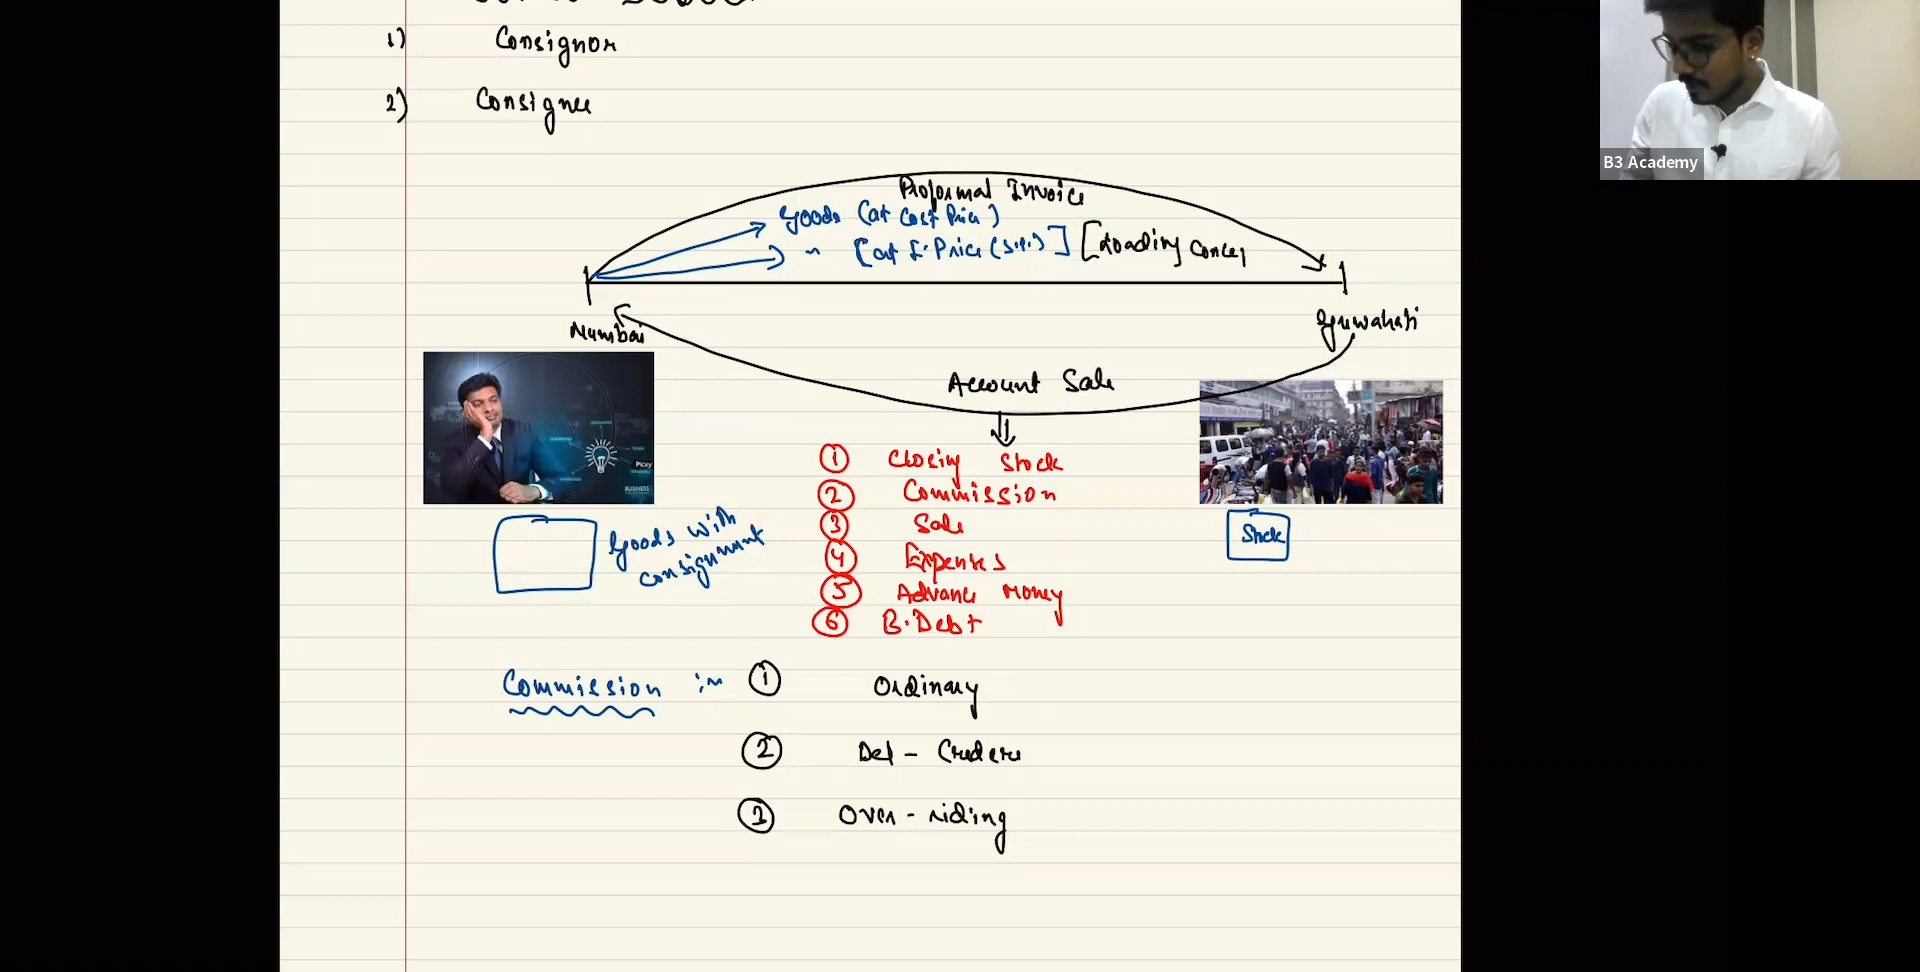 1) Consignor
2) Consignee
B3 Academy
Proformal Invoice
Goods (at Cost Price)
[at I. Price (S.P.)] [Loading Conce]
Mumbai
Guwahati
Account Sale
① Closing Stock
② Commission
③ Sale
④ Expenses
⑤ Advance Money
⑥ B. Debt
Goods with
consignment
Stock
Commission :~ ① Ordinary
② Del - Credere
③ Over - riding